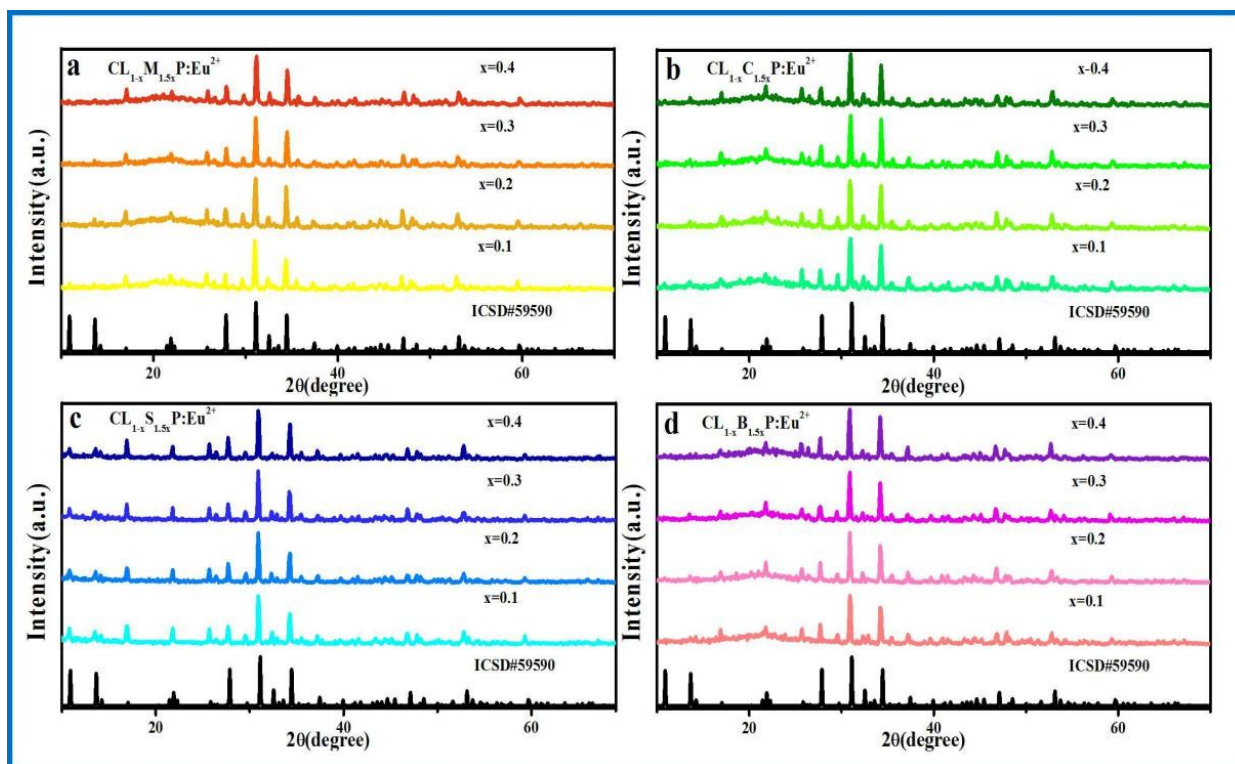 a CL1-xM1.5xP:Eu2+
x=0.4
x=0.3
x=0.2
x=0.1
ICSD#59590
Intensity(a.u.)
20 40 60
2θ(degree)
b CL1-xC1.5xP:Eu2+
x-0.4
x=0.3
x=0.2
x=0.1
ICSD#59590
Intensity(a.u.)
20 40 60
2θ(degree)
c CL1-xS1.5xP:Eu2+
x=0.4
x=0.3
x=0.2
x=0.1
ICSD#59590
Intensity(a.u.)
20 40 60
2θ(degree)
d CL1-xB1.5xP:Eu2+
x=0.4
x=0.3
x=0.2
x=0.1
ICSD#59590
Intensity(a.u.)
20 40 60
2θ(degree)